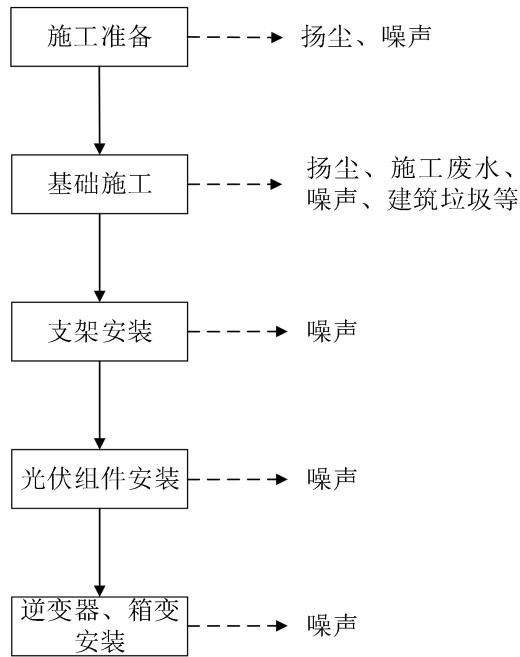 施工准备
扬尘、噪声
基础施工
扬尘、施工废水、
噪声、建筑垃圾等
支架安装
噪声
光伏组件安装
噪声
逆变器、箱变
安装
噪声